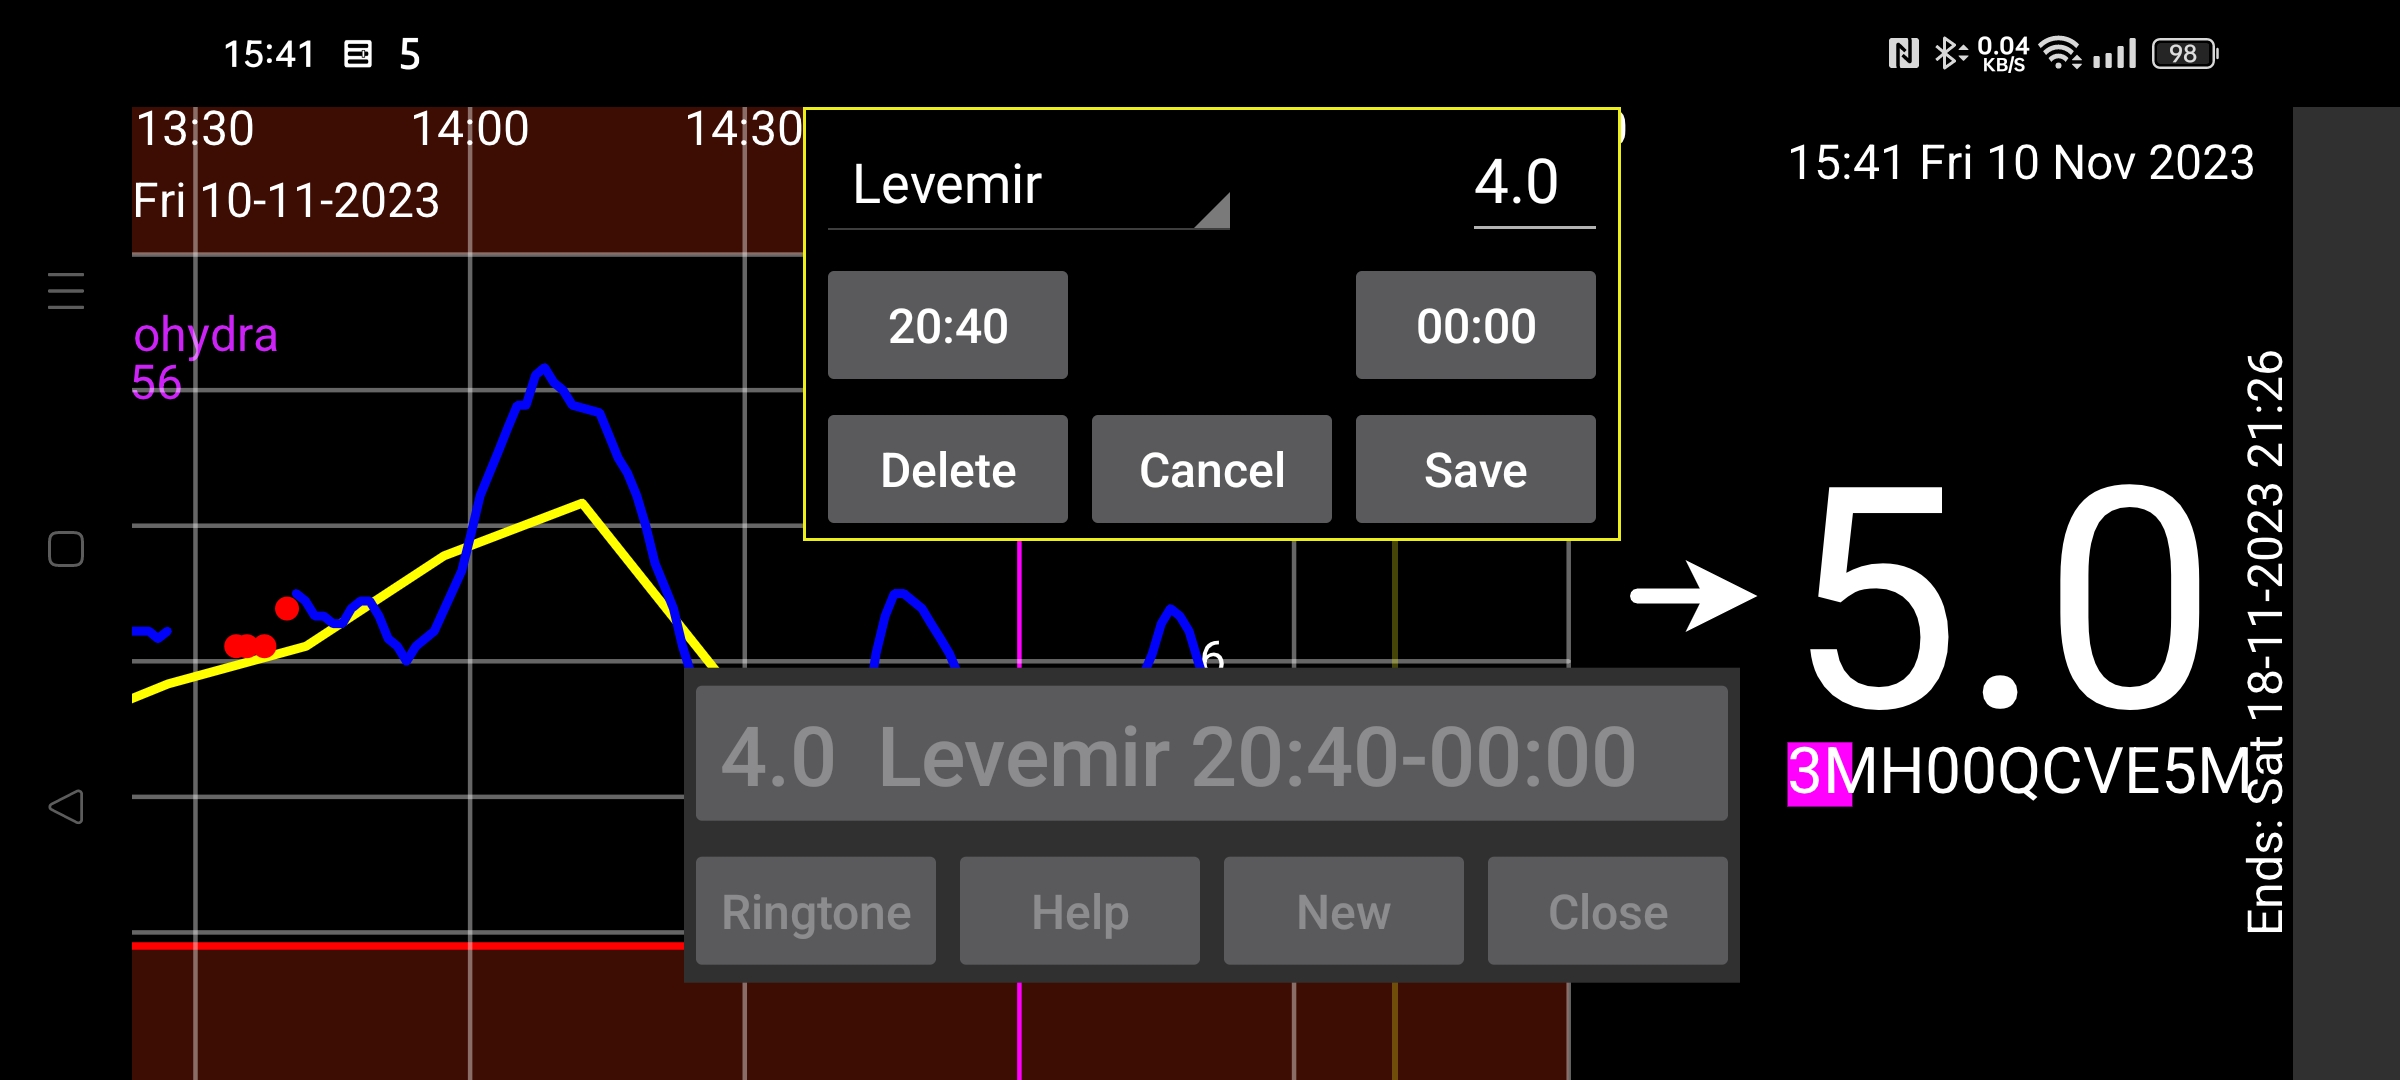 15:41 5 0.04 KB/S 98
13:30 14:00 14:30
Fri 10-11-2023
ohydra
56
Levemir 4.0
20:40 00:00
Delete Cancel Save
6
4.0 Levemir 20:40-00:00
Ringtone Help New Close
15:41 Fri 10 Nov 2023
5.0
3MH00QCVE5M
Ends: Sat 18-11-2023 21:26